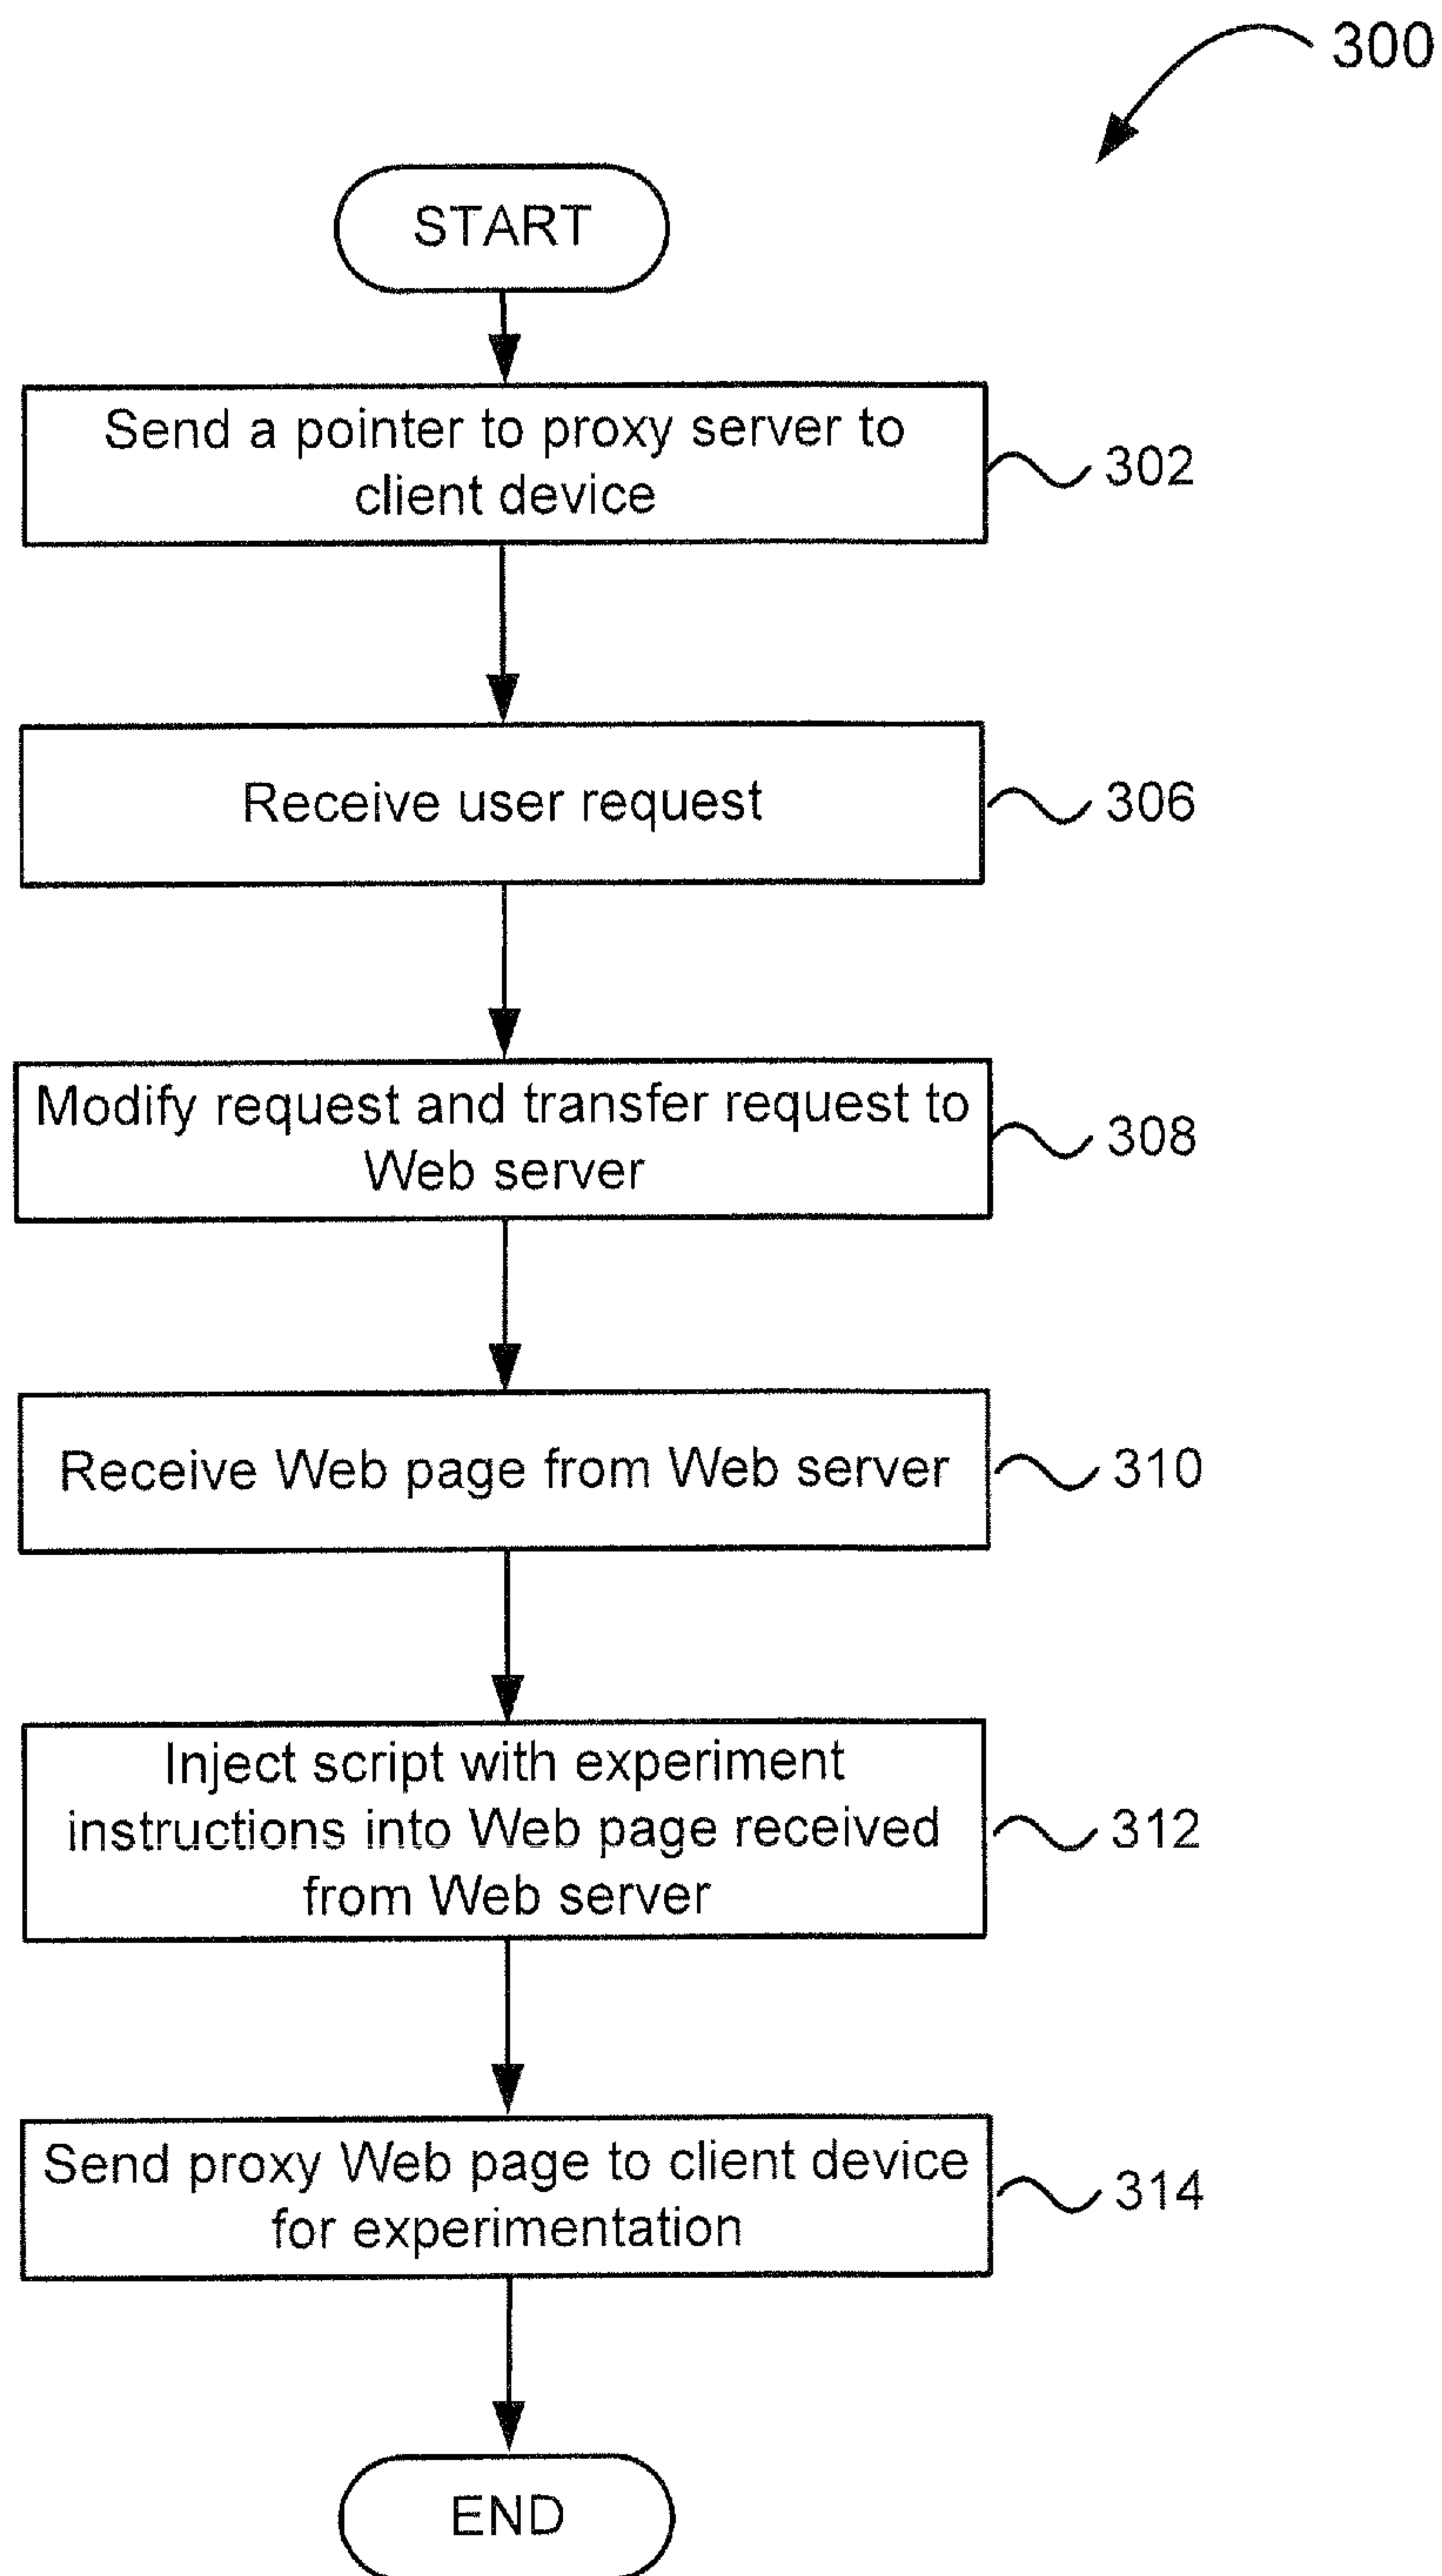 300
START
Send a pointer to proxy server to
client device
302
Receive user request
306
Modify request and transfer request to
Web server
308
Receive Web page from Web server
310
Inject script with experiment
instructions into Web page received
from Web server
312
Send proxy Web page to client device
for experimentation
314
END